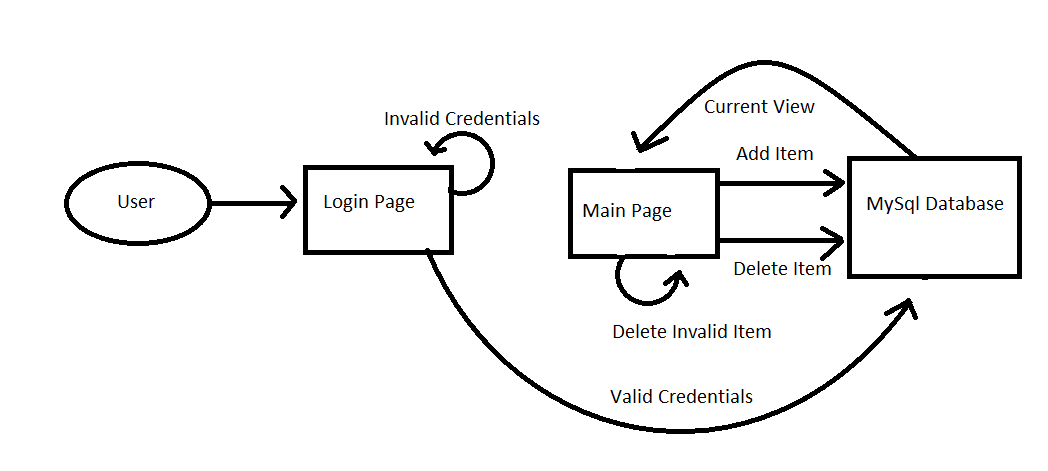 Current View
Invalid Credentials
Add Item
User
Login Page
Main Page
MySql Database
Delete Item
Delete Invalid Item
Valid Credentials